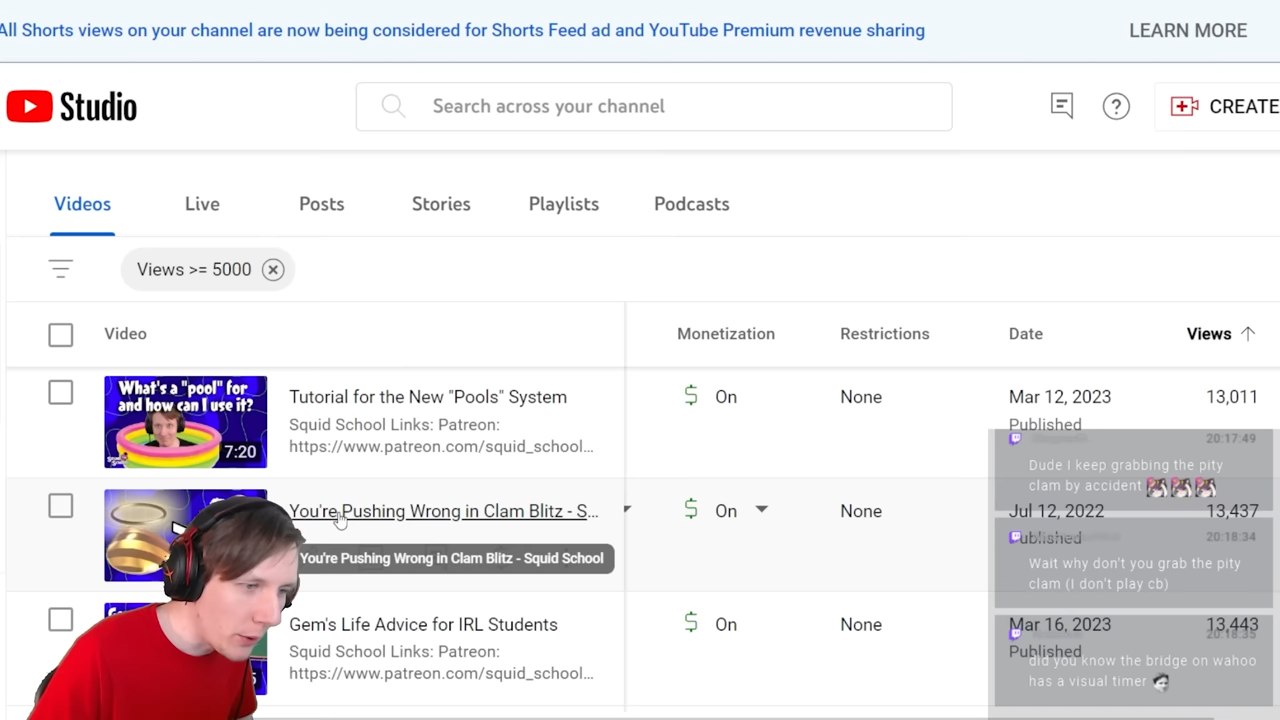 All Shorts views on your channel are now being considered for Shorts Feed ad and YouTube Premium revenue sharing
LEARN MORE
Studio
Search across your channel
CREATE
Videos
Live
Posts
Stories
Playlists
Podcasts
Views >= 5000
Video
Monetization
Restrictions
Date
Views
What's a "pool" for
and how can I use it?
7:20
Tutorial for the New "Pools" System
Squid School Links: Patreon:
https://www.patreon.com/squid_school...
On
None
Mar 12, 2023
Published
13,011
20:17:49
Dude I keep grabbing the pity
clam by accident
You're Pushing Wrong in Clam Blitz - S...
You're Pushing Wrong in Clam Blitz - Squid School
On
None
Jul 12, 2022
Published
13,437
20:18:34
Wait why don't you grab the pity
clam (I don't play cb)
Gem's Life Advice for IRL Students
Squid School Links: Patreon:
https://www.patreon.com/squid_school...
On
None
Mar 16, 2023
Published
13,443
20:18:35
did you know the bridge on wahoo
has a visual timer